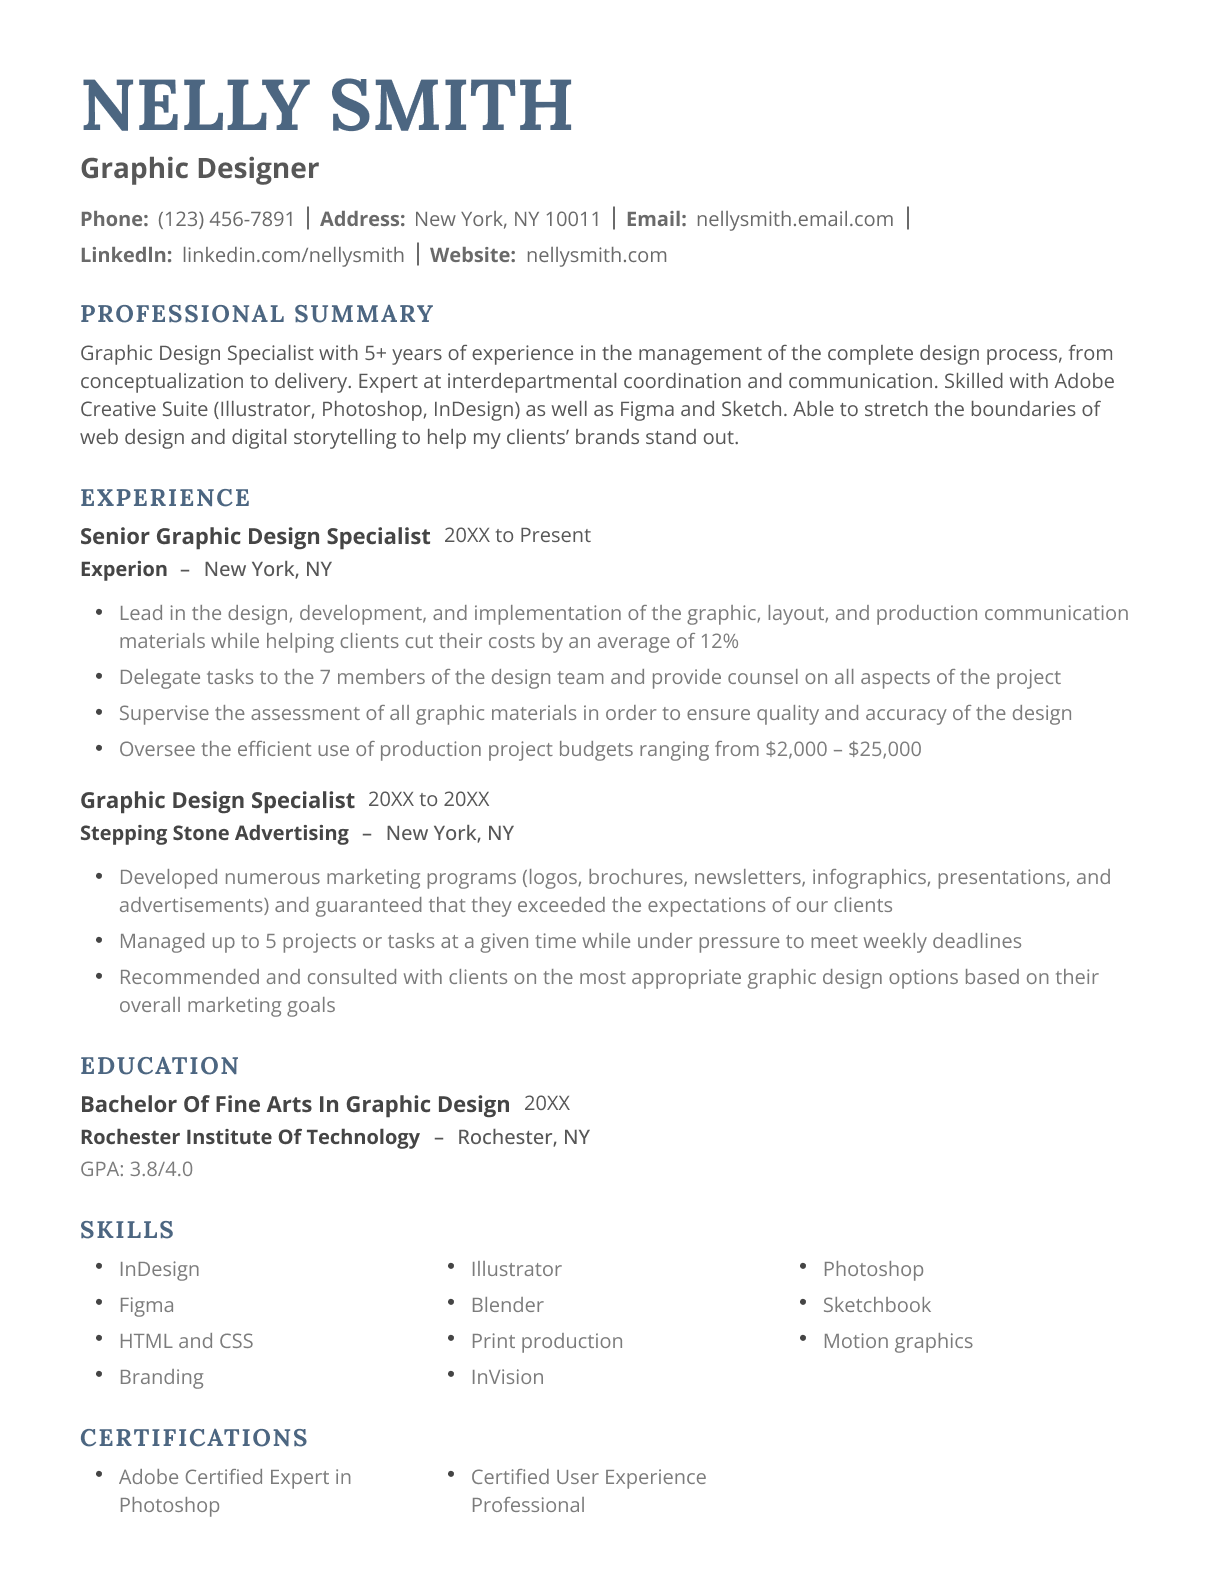 NELLY SMITH
Graphic Designer
Phone: (123) 456-7891 | Address: New York, NY 10011 | Email: nellysmith.email.com |
LinkedIn: linkedin.com/nellysmith | Website: nellysmith.com
PROFESSIONAL SUMMARY
Graphic Design Specialist with 5+ years of experience in the management of the complete design process, from
conceptualization to delivery. Expert at interdepartmental coordination and communication. Skilled with Adobe
Creative Suite (Illustrator, Photoshop, InDesign) as well as Figma and Sketch. Able to stretch the boundaries of
web design and digital storytelling to help my clients’ brands stand out.
EXPERIENCE
Senior Graphic Design Specialist 20XX to Present
Experion – New York, NY
• Lead in the design, development, and implementation of the graphic, layout, and production communication
materials while helping clients cut their costs by an average of 12%
• Delegate tasks to the 7 members of the design team and provide counsel on all aspects of the project
• Supervise the assessment of all graphic materials in order to ensure quality and accuracy of the design
• Oversee the efficient use of production project budgets ranging from $2,000 – $25,000
Graphic Design Specialist 20XX to 20XX
Stepping Stone Advertising – New York, NY
• Developed numerous marketing programs (logos, brochures, newsletters, infographics, presentations, and
advertisements) and guaranteed that they exceeded the expectations of our clients
• Managed up to 5 projects or tasks at a given time while under pressure to meet weekly deadlines
• Recommended and consulted with clients on the most appropriate graphic design options based on their
overall marketing goals
EDUCATION
Bachelor Of Fine Arts In Graphic Design 20XX
Rochester Institute Of Technology – Rochester, NY
GPA: 3.8/4.0
SKILLS
• InDesign • Illustrator • Photoshop
• Figma • Blender • Sketchbook
• HTML and CSS • Print production • Motion graphics
• Branding • InVision
CERTIFICATIONS
• Adobe Certified Expert in • Certified User Experience
Photoshop Professional